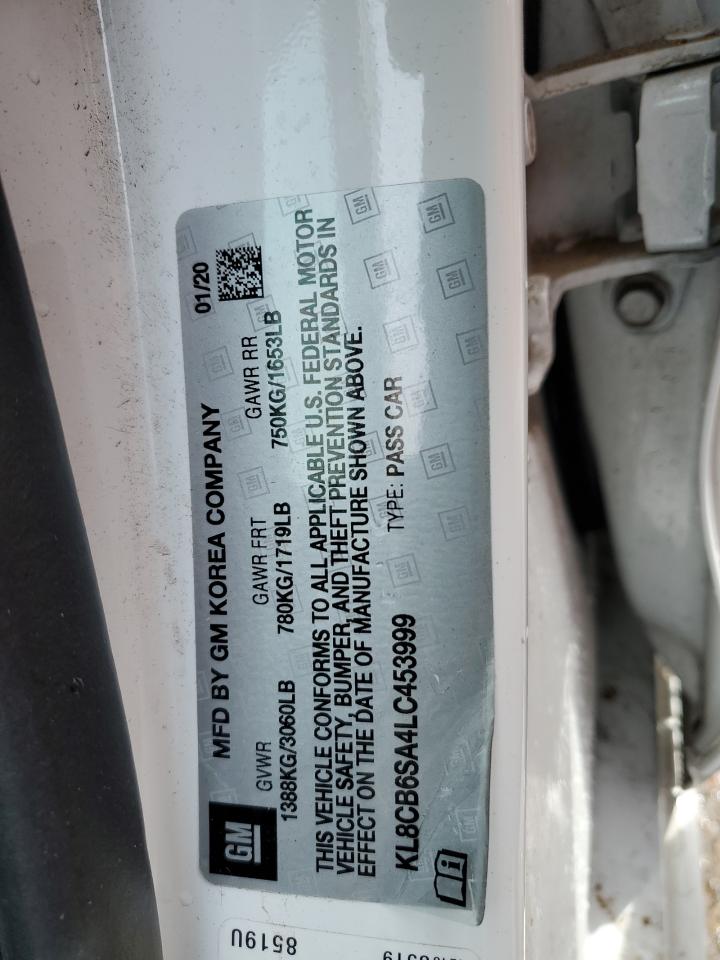 GM
MFD BY GM KOREA COMPANY 01/20
GVWR GAWR FRT GAWR RR
1388KG/3060LB 780KG/1719LB 750KG/1653LB
THIS VEHICLE CONFORMS TO ALL APPLICABLE U.S. FEDERAL MOTOR
VEHICLE SAFETY, BUMPER, AND THEFT PREVENTION STANDARDS IN
EFFECT ON THE DATE OF MANUFACTURE SHOWN ABOVE.
KL8CB6SA4LC453999 TYPE: PASS CAR
8519U